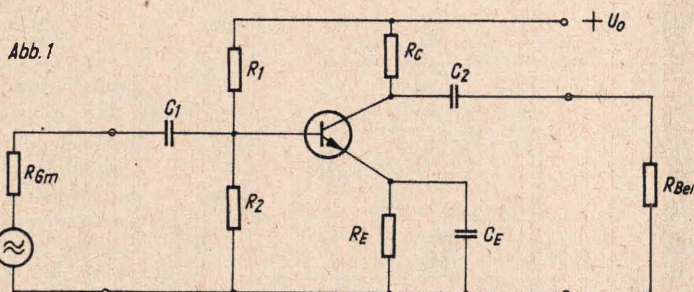 Abb. 1
+ U₀
R1
RC
C2
C1
RGm
R2
RE
CE
RBel